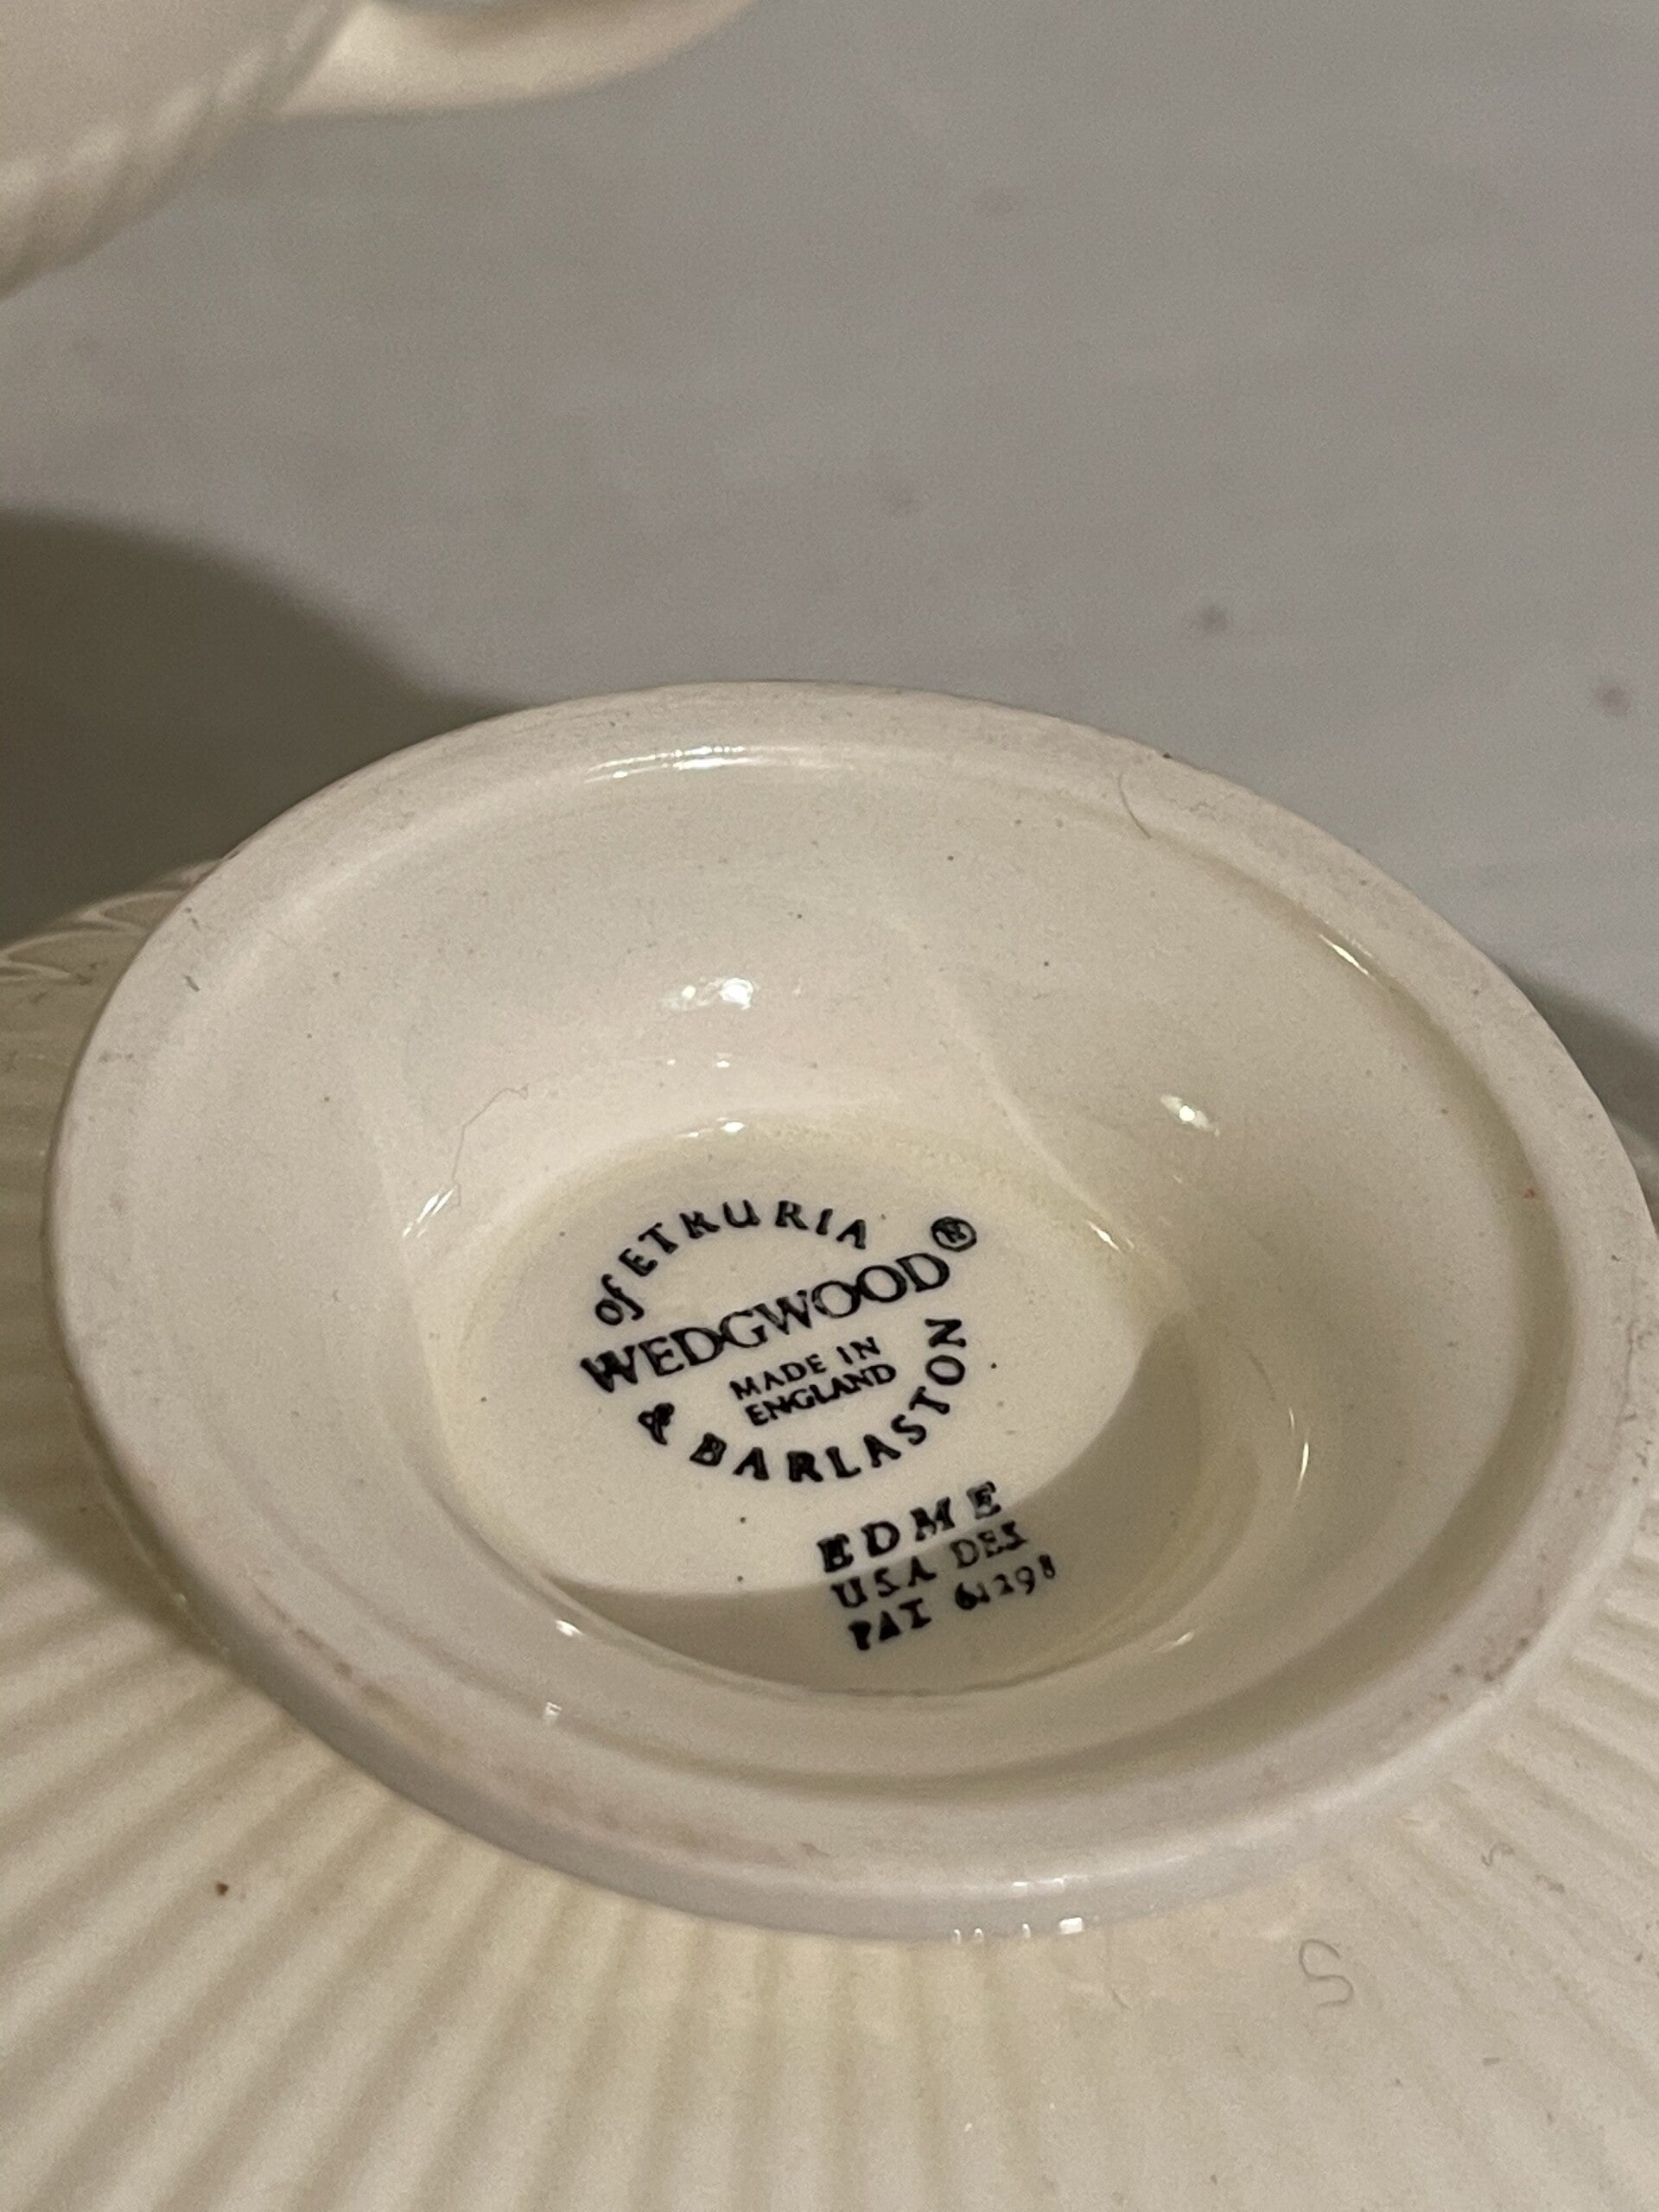 of ETRURIA
WEDGWOOD®
MADE IN
ENGLAND
& BARLASTON
EDME
USA DES
PAT 61298
S